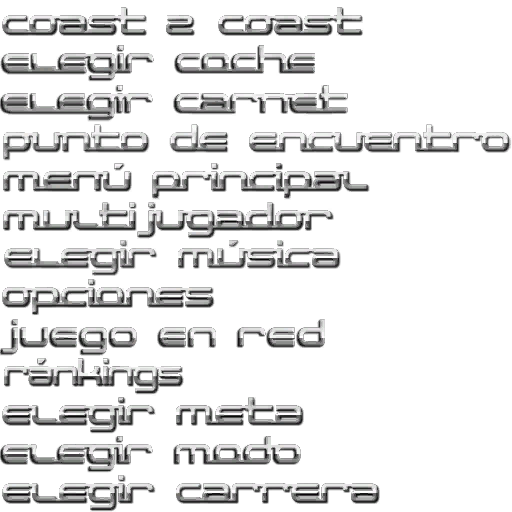 coast 2 coast
elegir coche
elegir carnet
punto de encuentro
menú principal
multijugador
elegir música
opciones
juego en red
ránkings
elegir meta
elegir modo
elegir carrera